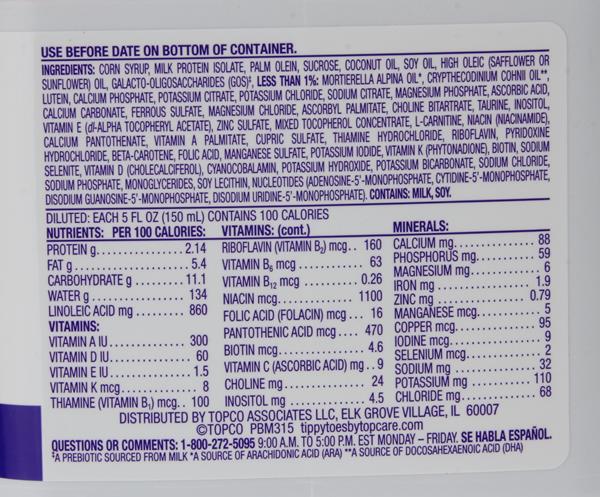 USE BEFORE DATE ON BOTTOM OF CONTAINER.
INGREDIENTS: CORN SYRUP, MILK PROTEIN ISOLATE, PALM OLEIN, SUCROSE, COCONUT OIL, SOY OIL, HIGH OLEIC (SAFFLOWER OR
SUNFLOWER) OIL, GALACTO-OLIGOSACCHARIDES (GOS)‡, LESS THAN 1%: MORTIERELLA ALPINA OIL*, CRYPTHECODINIUM COHNII OIL**,
LUTEIN, CALCIUM PHOSPHATE, POTASSIUM CITRATE, POTASSIUM CHLORIDE, SODIUM CITRATE, MAGNESIUM PHOSPHATE, ASCORBIC ACID,
CALCIUM CARBONATE, FERROUS SULFATE, MAGNESIUM CHLORIDE, ASCORBYL PALMITATE, CHOLINE BITARTRATE, TAURINE, INOSITOL,
VITAMIN E (dl-ALPHA TOCOPHERYL ACETATE), ZINC SULFATE, MIXED TOCOPHEROL CONCENTRATE, L-CARNITINE, NIACIN (NIACINAMIDE),
CALCIUM PANTOTHENATE, VITAMIN A PALMITATE, CUPRIC SULFATE, THIAMINE HYDROCHLORIDE, RIBOFLAVIN, PYRIDOXINE
HYDROCHLORIDE, BETA-CAROTENE, FOLIC ACID, MANGANESE SULFATE, POTASSIUM IODIDE, VITAMIN K (PHYTONADIONE), BIOTIN, SODIUM
SELENITE, VITAMIN D (CHOLECALCIFEROL), CYANOCOBALAMIN, POTASSIUM HYDROXIDE, POTASSIUM BICARBONATE, SODIUM CHLORIDE,
SODIUM PHOSPHATE, MONOGLYCERIDES, SOY LECITHIN, NUCLEOTIDES (ADENOSINE-5'-MONOPHOSPHATE, CYTIDINE-5'-MONOPHOSPHATE,
DISODIUM GUANOSINE-5'-MONOPHOSPHATE, DISODIUM URIDINE-5'-MONOPHOSPHATE). CONTAINS: MILK, SOY.
DILUTED: EACH 5 FL OZ (150 mL) CONTAINS 100 CALORIES
NUTRIENTS: PER 100 CALORIES:
PROTEIN g.................. 2.14
FAT g........................ 5.4
CARBOHYDRATE g .......... 11.1
WATER g ................... 134
LINOLEIC ACID mg .......... 860
VITAMINS:
VITAMIN A IU............... 300
VITAMIN D IU................ 60
VITAMIN E IU................ 1.5
VITAMIN K mcg............... 8
THIAMINE (VITAMIN B1) mcg.. 100
VITAMINS: (cont.)
RIBOFLAVIN (VITAMIN B2) mcg.. 160
VITAMIN B6 mcg ............ 63
VITAMIN B12 mcg .......... 0.26
NIACIN mcg............... 1100
FOLIC ACID (FOLACIN) mcg ... 16
PANTOTHENIC ACID mcg .... 470
BIOTIN mcg................. 4.6
VITAMIN C (ASCORBIC ACID) mg .. 9
CHOLINE mg ................ 24
INOSITOL mg ............... 4.5
MINERALS:
CALCIUM mg................ 88
PHOSPHORUS mg............ 59
MAGNESIUM mg.............. 6
IRON mg ................... 1.9
ZINC mg .................. 0.79
MANGANESE mcg.............. 5
COPPER mcg................ 95
IODINE mcg.................. 9
SELENIUM mcg............... 2
SODIUM mg ................ 32
POTASSIUM mg ............. 110
CHLORIDE mg............... 68
DISTRIBUTED BY TOPCO ASSOCIATES LLC, ELK GROVE VILLAGE, IL 60007
©TOPCO PBM315 tippytoesbytopcare.com
QUESTIONS OR COMMENTS: 1-800-272-5095 9:00 A.M. TO 5:00 P.M. EST MONDAY – FRIDAY. SE HABLA ESPAÑOL.
‡A PREBIOTIC SOURCED FROM MILK *A SOURCE OF ARACHIDONIC ACID (ARA) **A SOURCE OF DOCOSAHEXAENOIC ACID (DHA)